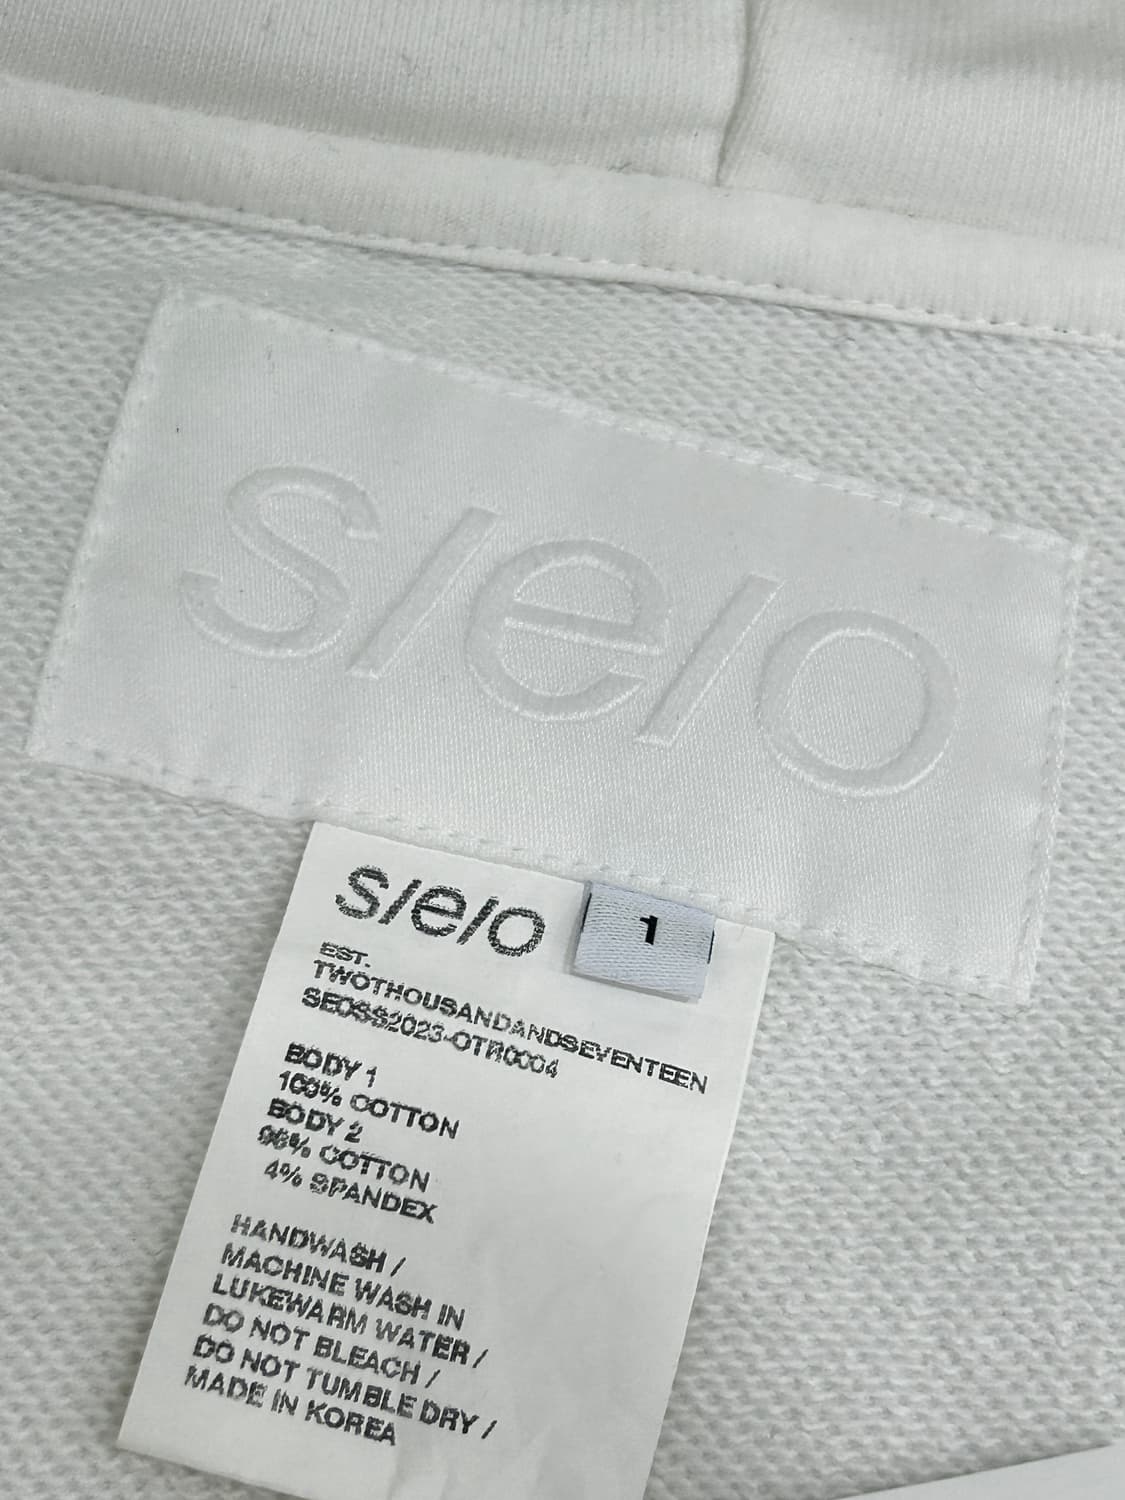 s/e/o
s/e/o
1
EST.
TWOTHOUSANDANDSEVENTEEN
SEOSS2023-OTR0004
BODY 1
100% COTTON
BODY 2
96% COTTON
4% SPANDEX
HANDWASH /
MACHINE WASH IN
LUKEWARM WATER /
DO NOT BLEACH /
DO NOT TUMBLE DRY /
MADE IN KOREA